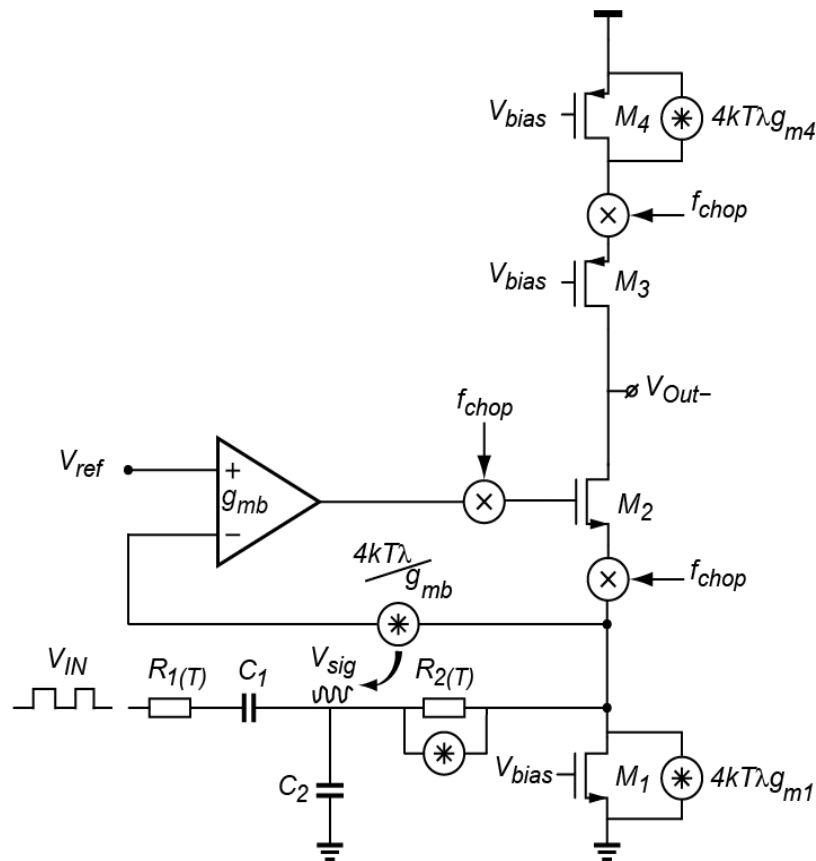 V_bias
M_4
4kTλg_m4
f_chop
V_bias
M_3
f_chop
V_Out−
V_ref
+
g_mb
−
M_2
4kTλ/g_mb
f_chop
V_IN
R_1(T)
C_1
V_sig
R_2(T)
C_2
V_bias
M_1
4kTλg_m1